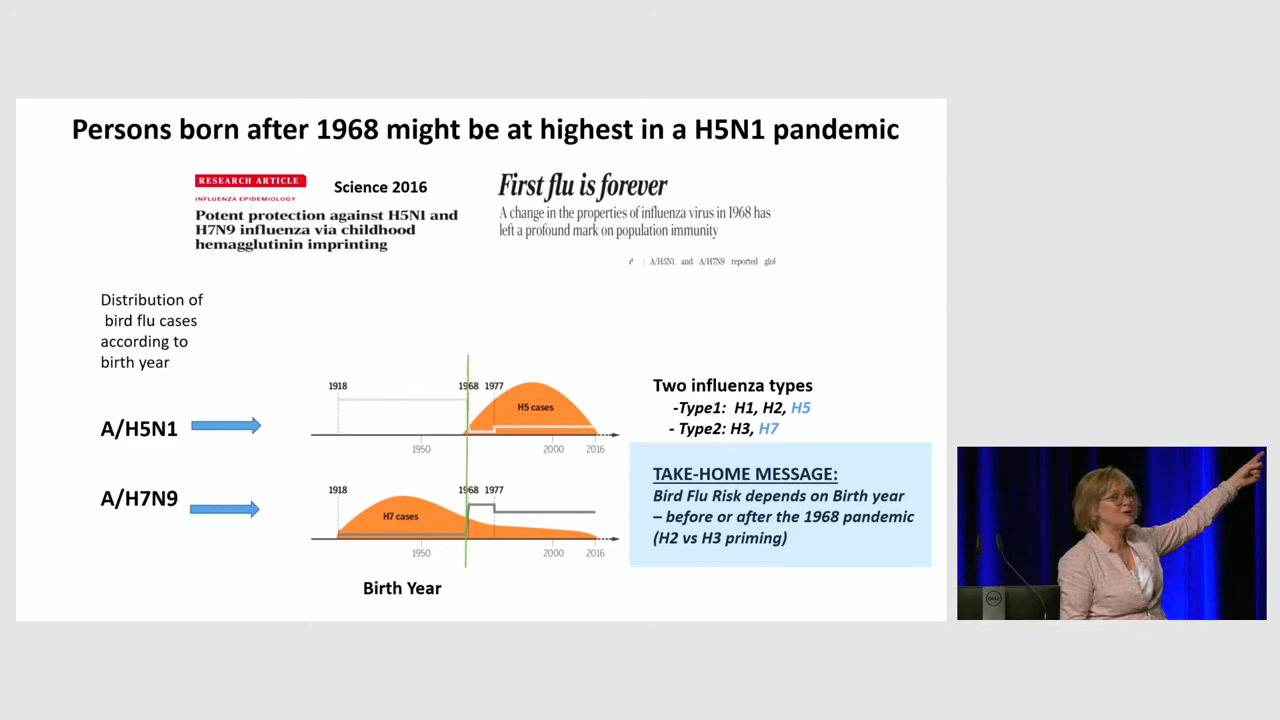 Persons born after 1968 might be at highest in a H5N1 pandemic
RESEARCH ARTICLE
INFLUENZA EPIDEMIOLOGY
Science 2016
Potent protection against H5N1 and
H7N9 influenza via childhood
hemagglutinin imprinting
First flu is forever
A change in the properties of influenza virus in 1968 has
left a profound mark on population immunity
A/H5N1 and A/H7N9 reported glo
Distribution of
bird flu cases
according to
birth year
A/H5N1
1918 1968 1977
H5 cases
1950 2000 2016
A/H7N9
1918 1968 1977
H7 cases
1950 2000 2016
Birth Year
Two influenza types
-Type1: H1, H2, H5
- Type2: H3, H7
TAKE-HOME MESSAGE:
Bird Flu Risk depends on Birth year
– before or after the 1968 pandemic
(H2 vs H3 priming)
DELL